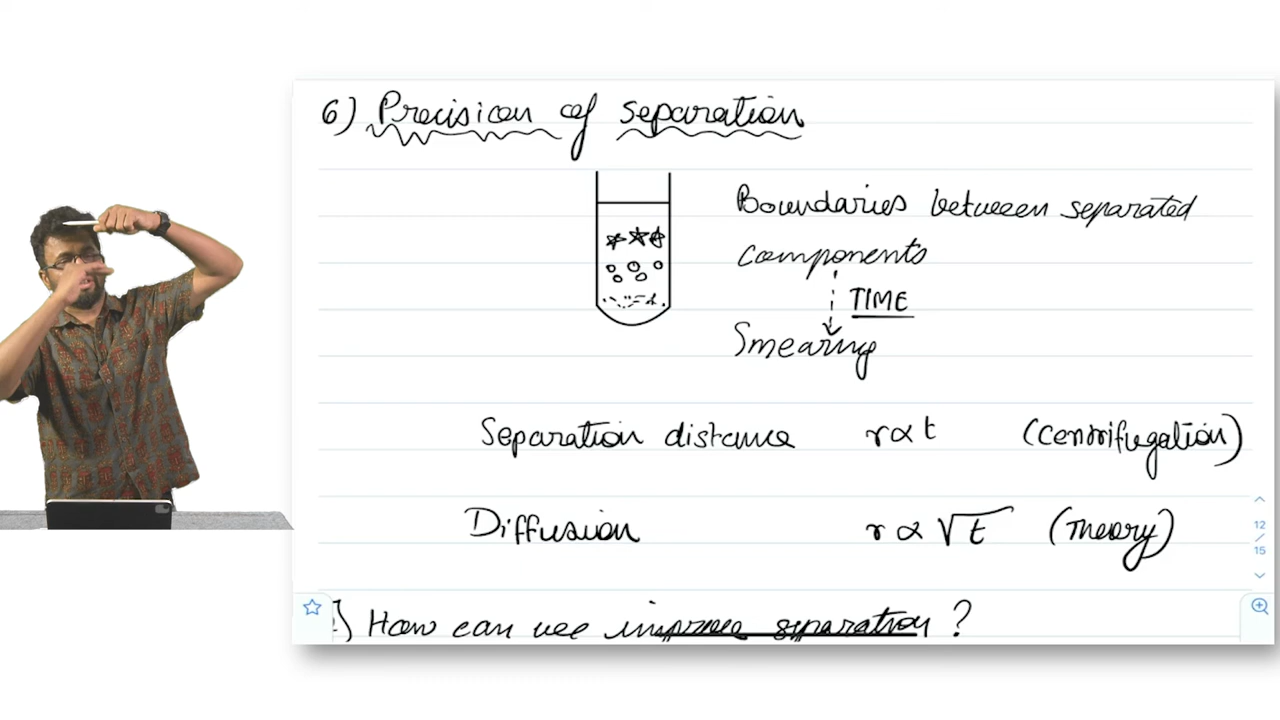 6) Precision of separation
Boundaries between separated
components
TIME
Smearing
Separation distance r ∝ t (Centrifugation)
Diffusion r ∝ √t (Theory)
How can we improve separation ?
12
/
15